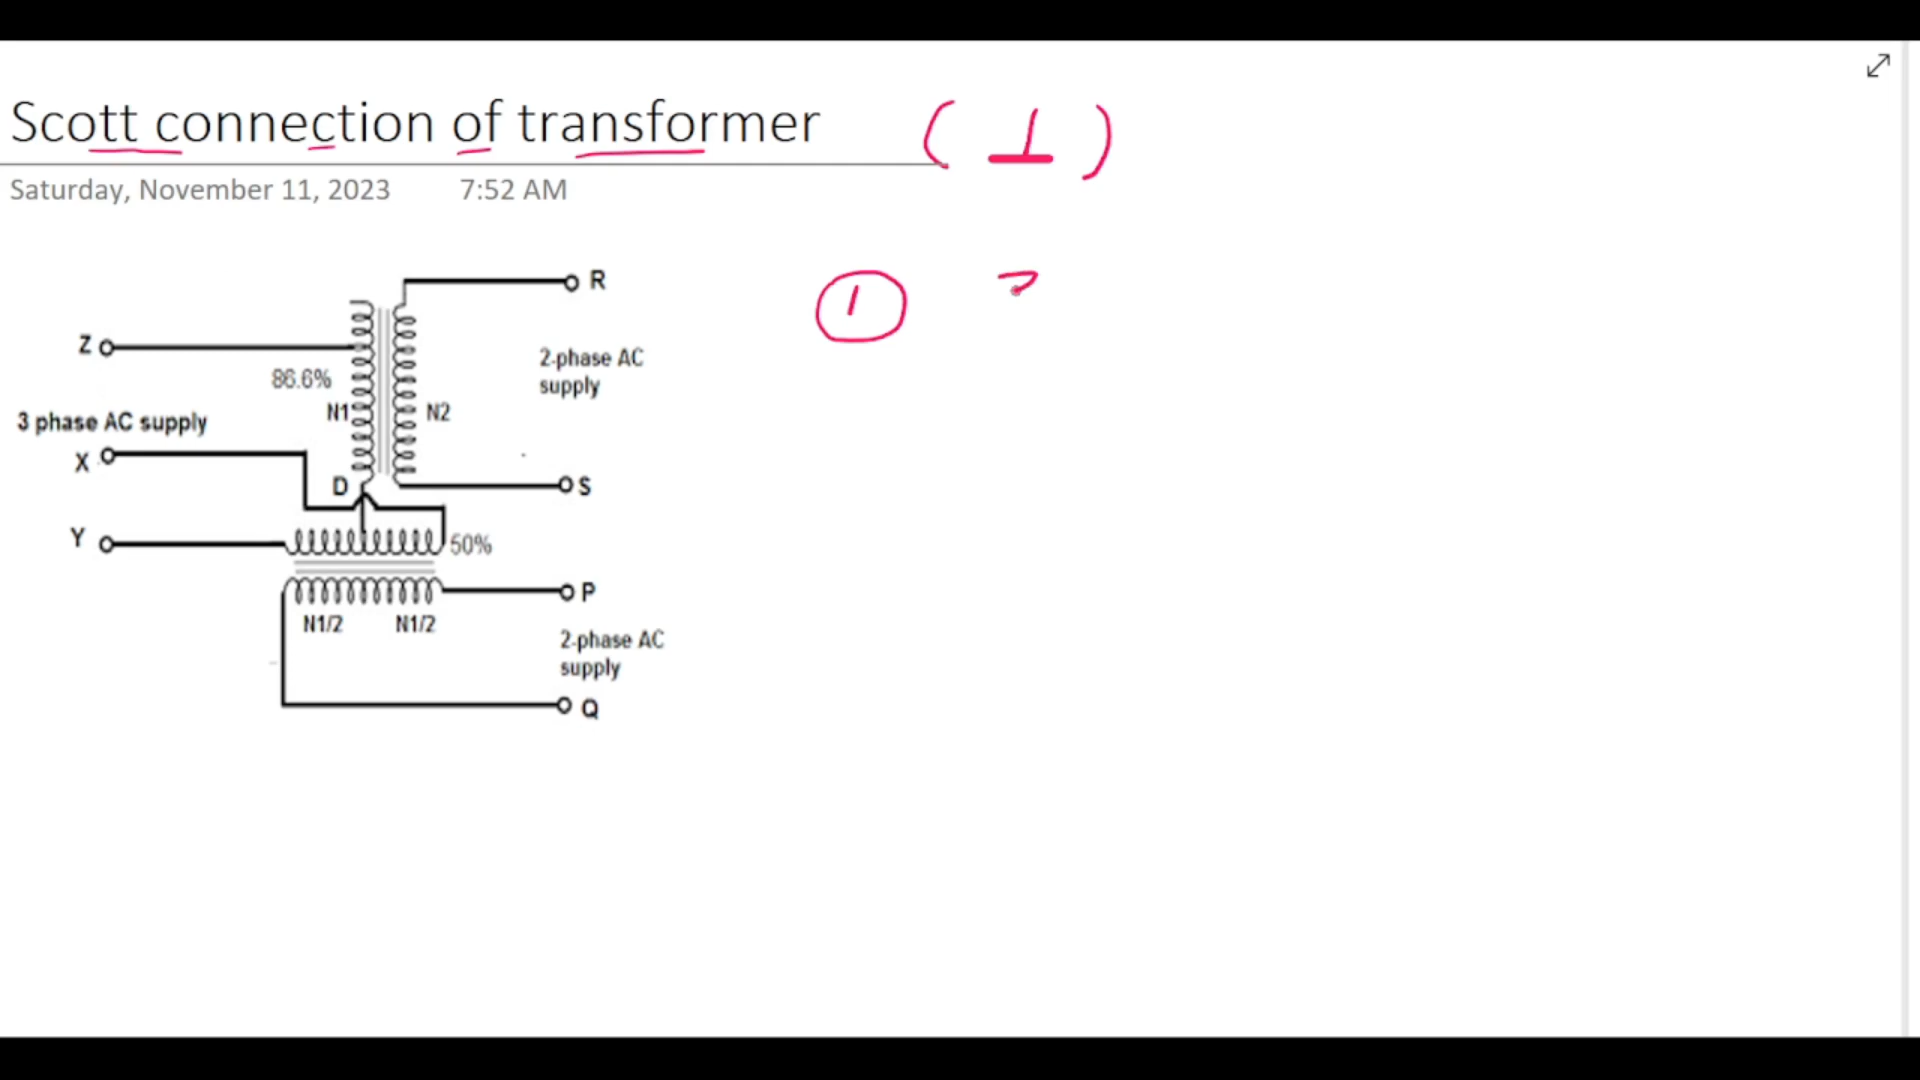 Scott connection of transformer ( ⊥ )
Saturday, November 11, 2023 7:52 AM
R
① 
Z
2-phase AC
supply
86.6%
N1 N2
3 phase AC supply
X
D S
Y
50%
P
N1/2 N1/2
2-phase AC
supply
Q